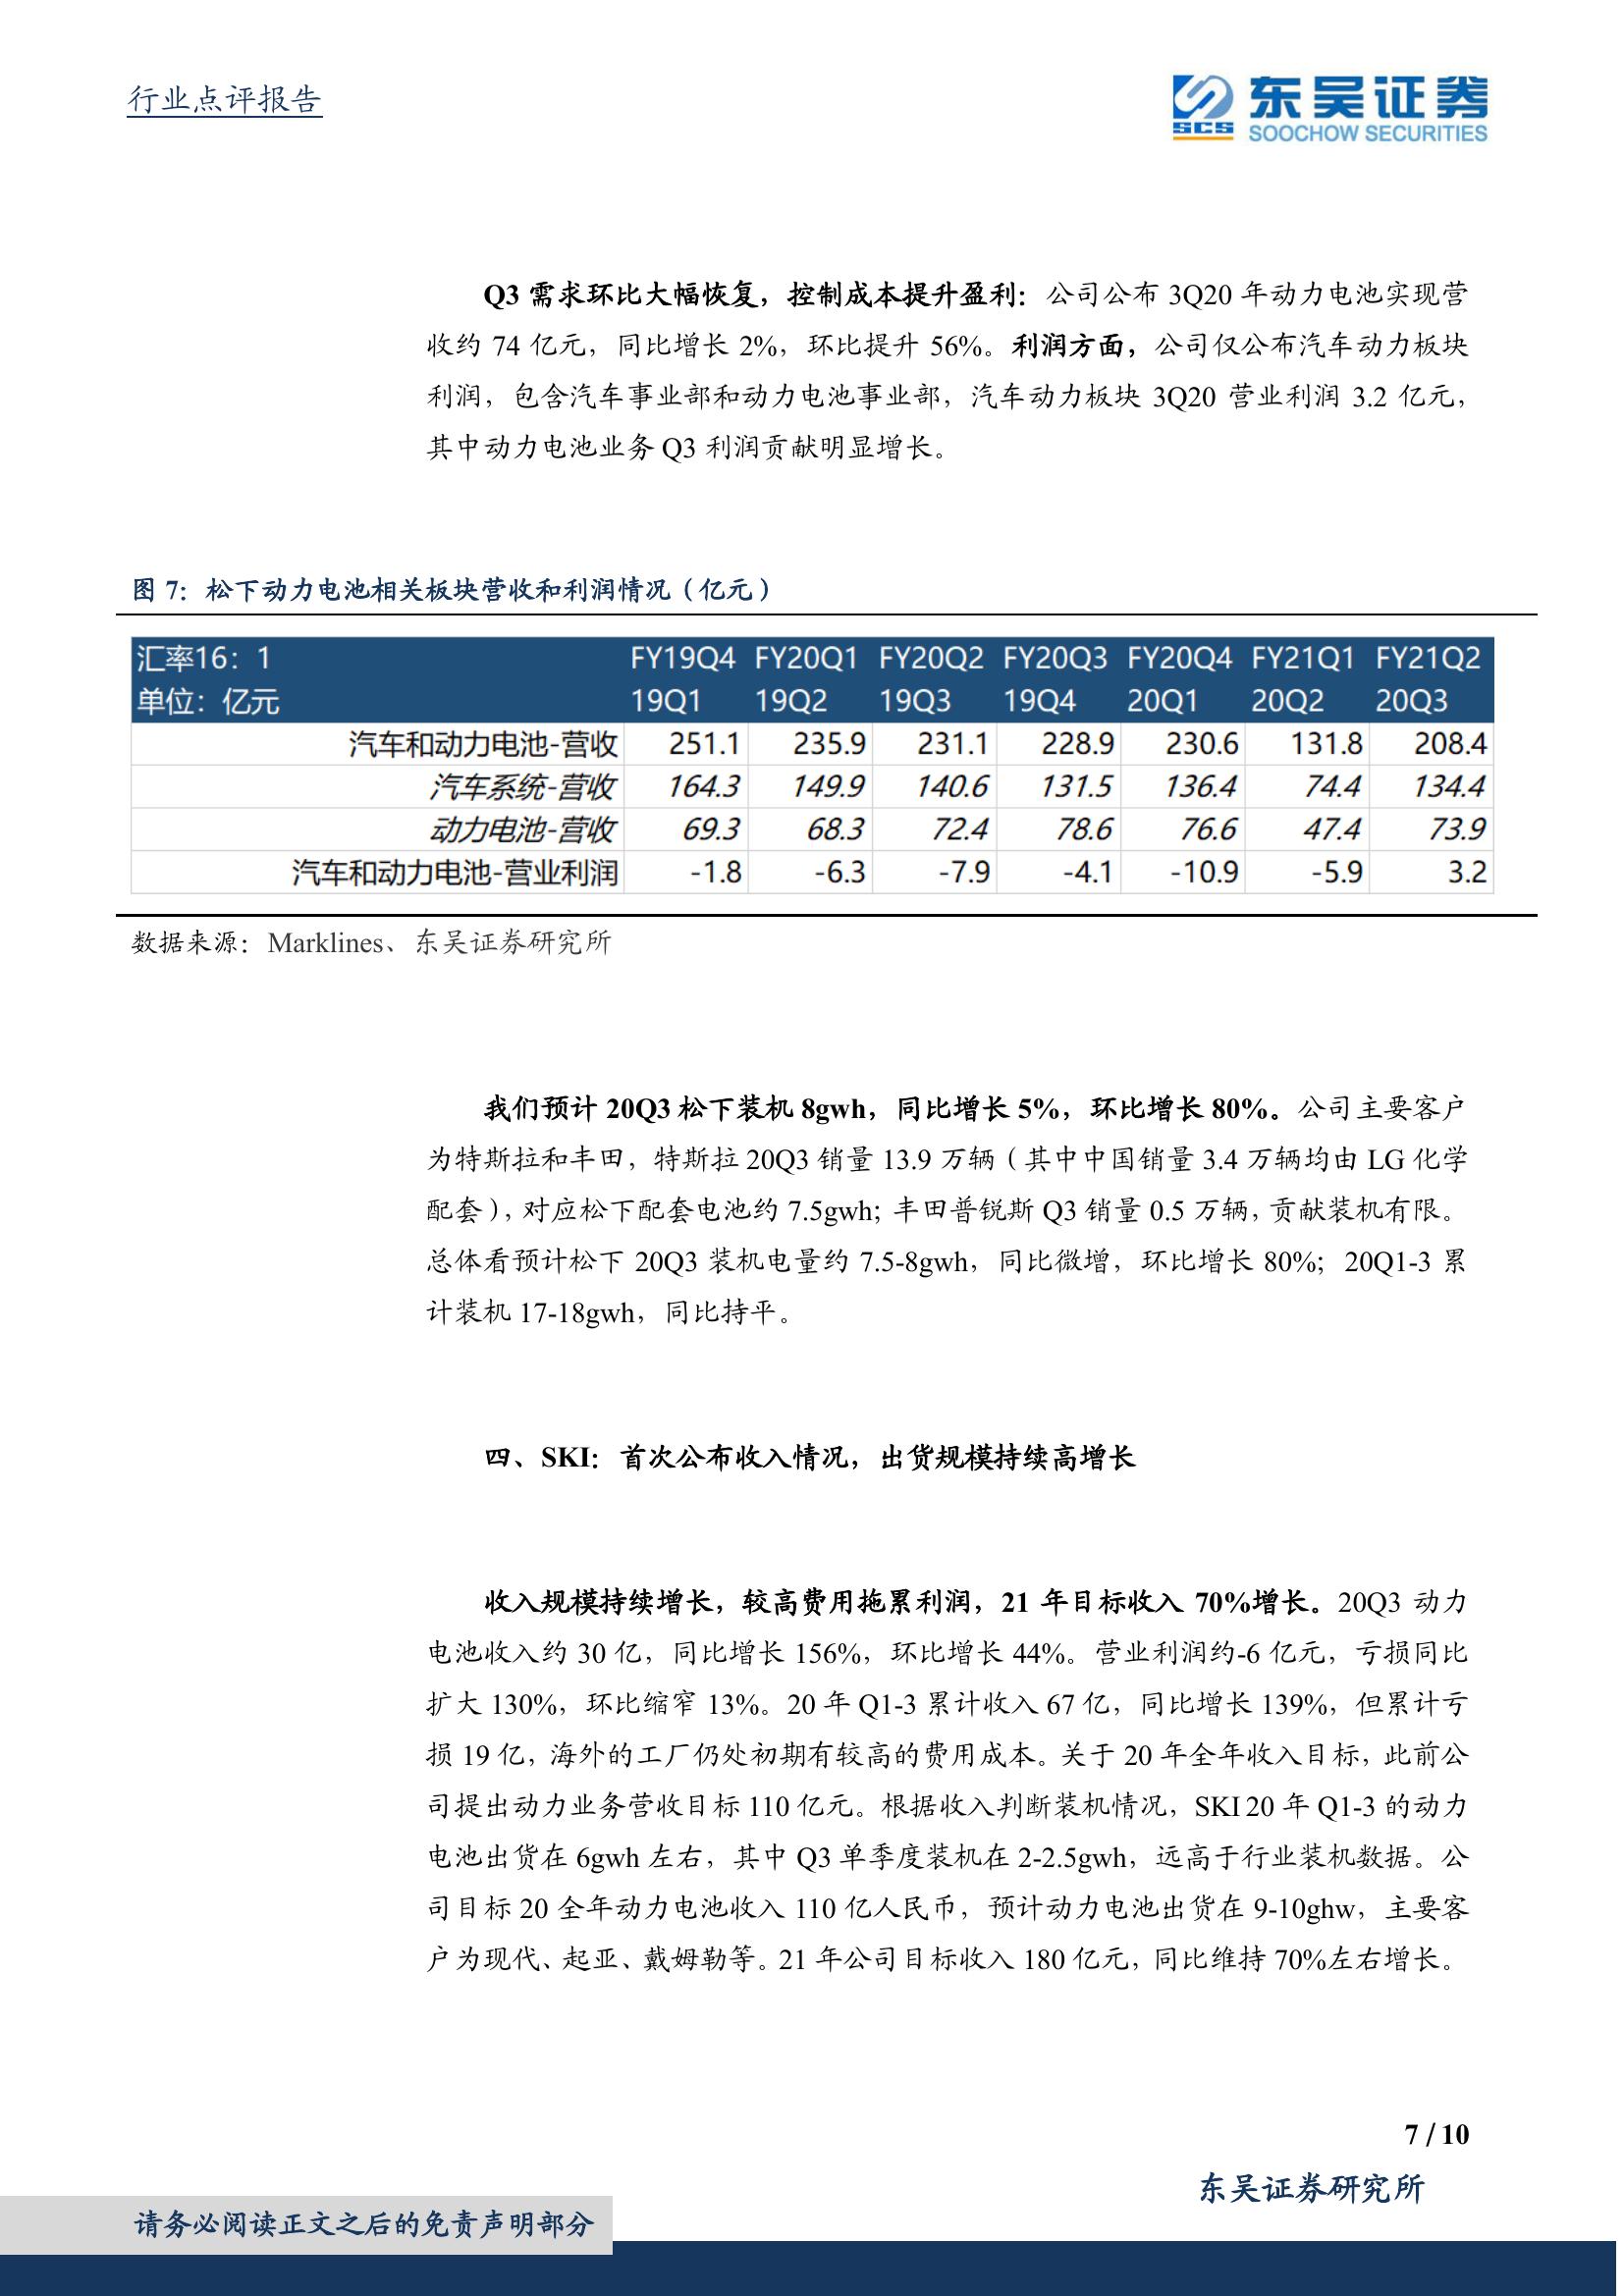 行业点评报告
SCS 东吴证券
SOOCHOW SECURITIES
Q3 需求环比大幅恢复，控制成本提升盈利：公司公布 3Q20 年动力电池实现营
收约 74 亿元，同比增长 2%，环比提升 56%。利润方面，公司仅公布汽车动力板块
利润，包含汽车事业部和动力电池事业部，汽车动力板块 3Q20 营业利润 3.2 亿元，
其中动力电池业务 Q3 利润贡献明显增长。
图 7：松下动力电池相关板块营收和利润情况（亿元）
汇率16：1 FY19Q4 FY20Q1 FY20Q2 FY20Q3 FY20Q4 FY21Q1 FY21Q2
单位：亿元 19Q1 19Q2 19Q3 19Q4 20Q1 20Q2 20Q3
汽车和动力电池-营收 251.1 235.9 231.1 228.9 230.6 131.8 208.4
汽车系统-营收 164.3 149.9 140.6 131.5 136.4 74.4 134.4
动力电池-营收 69.3 68.3 72.4 78.6 76.6 47.4 73.9
汽车和动力电池-营业利润 -1.8 -6.3 -7.9 -4.1 -10.9 -5.9 3.2
数据来源：Marklines、东吴证券研究所
我们预计 20Q3 松下装机 8gwh，同比增长 5%，环比增长 80%。公司主要客户
为特斯拉和丰田，特斯拉 20Q3 销量 13.9 万辆（其中中国销量 3.4 万辆均由 LG 化学
配套），对应松下配套电池约 7.5gwh；丰田普锐斯 Q3 销量 0.5 万辆，贡献装机有限。
总体看预计松下 20Q3 装机电量约 7.5-8gwh，同比微增，环比增长 80%；20Q1-3 累
计装机 17-18gwh，同比持平。
四、SKI：首次公布收入情况，出货规模持续高增长
收入规模持续增长，较高费用拖累利润，21 年目标收入 70%增长。20Q3 动力
电池收入约 30 亿，同比增长 156%，环比增长 44%。营业利润约-6 亿元，亏损同比
扩大 130%，环比缩窄 13%。20 年 Q1-3 累计收入 67 亿，同比增长 139%，但累计亏
损 19 亿，海外的工厂仍处初期有较高的费用成本。关于 20 年全年收入目标，此前公
司提出动力业务营收目标 110 亿元。根据收入判断装机情况，SKI 20 年 Q1-3 的动力
电池出货在 6gwh 左右，其中 Q3 单季度装机在 2-2.5gwh，远高于行业装机数据。公
司目标 20 全年动力电池收入 110 亿人民币，预计动力电池出货在 9-10ghw，主要客
户为现代、起亚、戴姆勒等。21 年公司目标收入 180 亿元，同比维持 70%左右增长。
7 / 10
东吴证券研究所
请务必阅读正文之后的免责声明部分